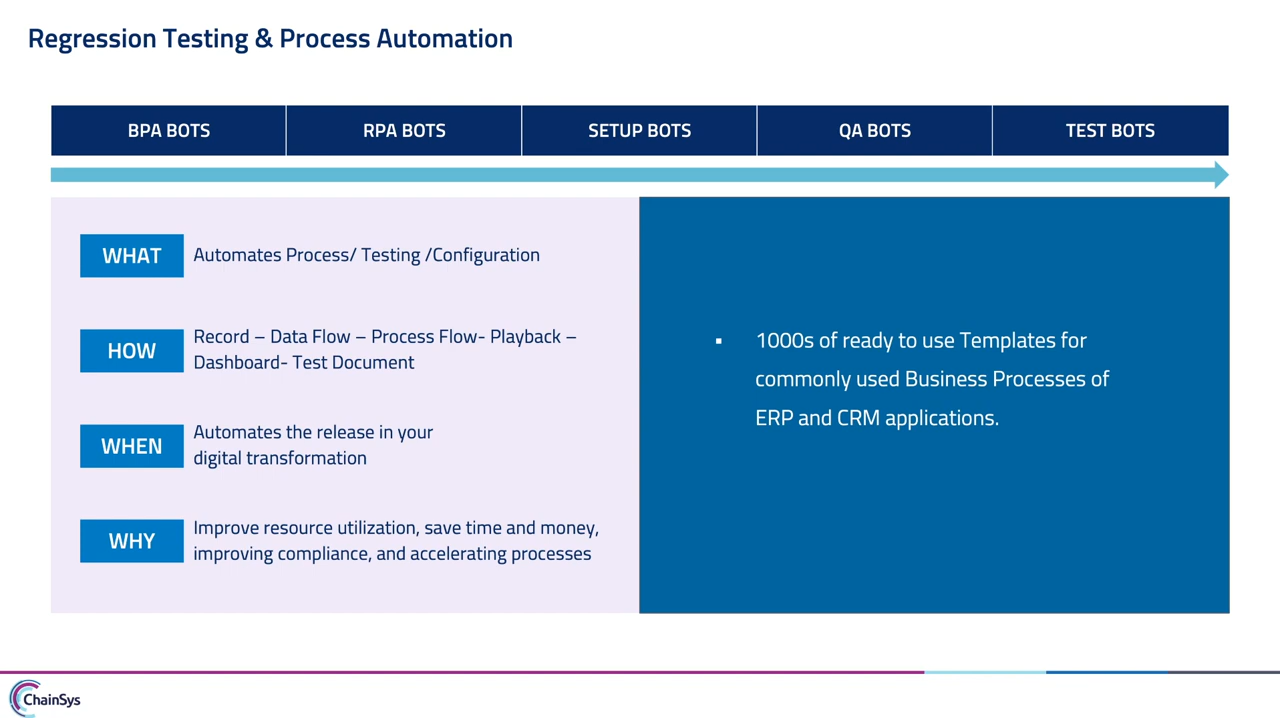 Regression Testing & Process Automation
BPA BOTS
RPA BOTS
SETUP BOTS
QA BOTS
TEST BOTS
WHAT
Automates Process/ Testing /Configuration
HOW
Record – Data Flow – Process Flow- Playback –
Dashboard- Test Document
WHEN
Automates the release in your
digital transformation
WHY
Improve resource utilization, save time and money,
improving compliance, and accelerating processes
▪ 1000s of ready to use Templates for
commonly used Business Processes of
ERP and CRM applications.
ChainSys